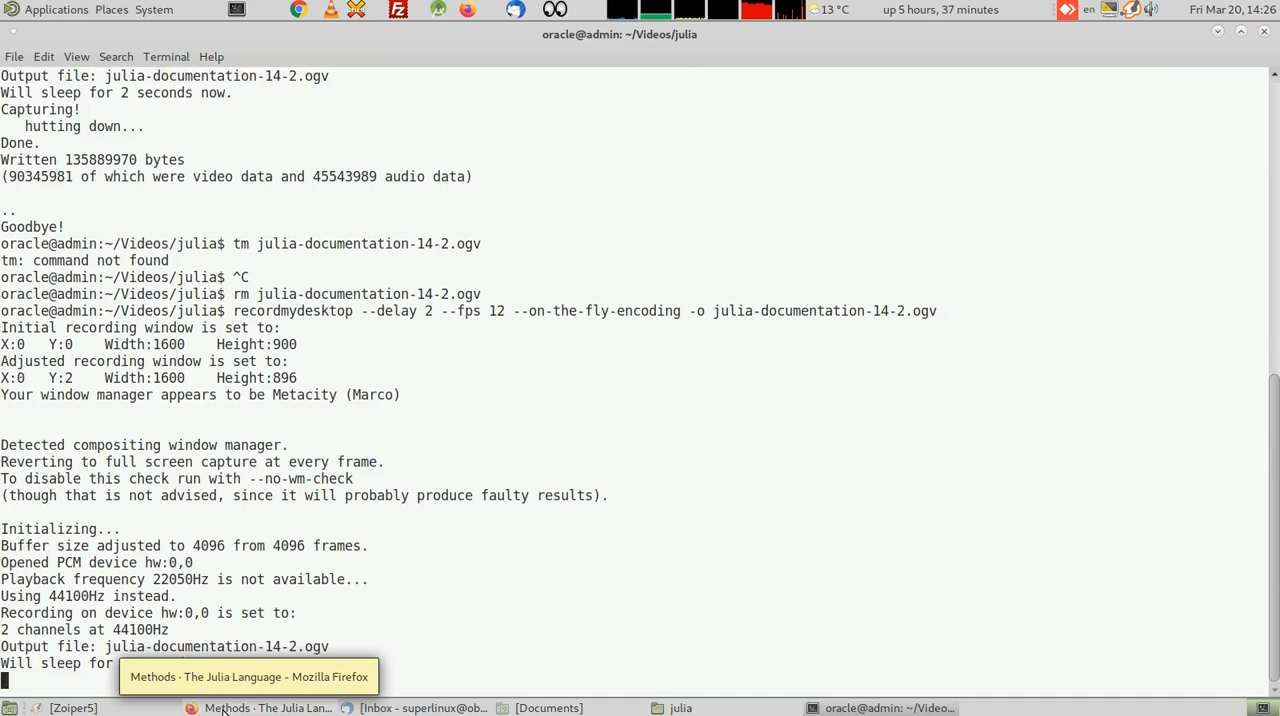 Applications Places System 13 °C up 5 hours, 37 minutes en Fri Mar 20, 14:26
oracle@admin: ~/Videos/julia
File Edit View Search Terminal Help
Output file: julia-documentation-14-2.ogv
Will sleep for 2 seconds now.
Capturing!
hutting down...
Done.
Written 135889970 bytes
(90345981 of which were video data and 45543989 audio data)
..
Goodbye!
oracle@admin:~/Videos/julia$ tm julia-documentation-14-2.ogv
tm: command not found
oracle@admin:~/Videos/julia$ ^C
oracle@admin:~/Videos/julia$ rm julia-documentation-14-2.ogv
oracle@admin:~/Videos/julia$ recordmydesktop --delay 2 --fps 12 --on-the-fly-encoding -o julia-documentation-14-2.ogv
Initial recording window is set to:
X:0 Y:0 Width:1600 Height:900
Adjusted recording window is set to:
X:0 Y:2 Width:1600 Height:896
Your window manager appears to be Metacity (Marco)
Detected compositing window manager.
Reverting to full screen capture at every frame.
To disable this check run with --no-wm-check
(though that is not advised, since it will probably produce faulty results).
Initializing...
Buffer size adjusted to 4096 from 4096 frames.
Opened PCM device hw:0,0
Playback frequency 22050Hz is not available...
Using 44100Hz instead.
Recording on device hw:0,0 is set to:
2 channels at 44100Hz
Output file: julia-documentation-14-2.ogv
Will sleep for
Methods · The Julia Language - Mozilla Firefox
[Zoiper5] Methods · The Julia Lan... [Inbox - superlinux@ob... [Documents] julia oracle@admin: ~/Video...